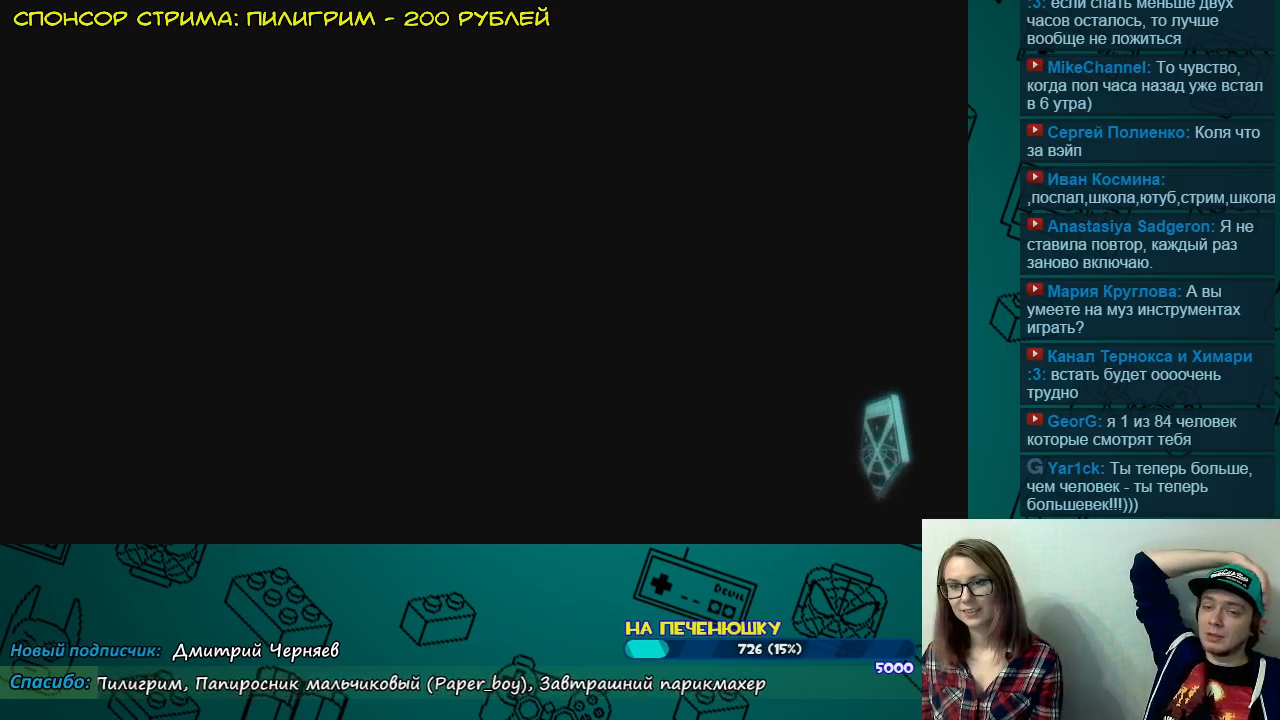 СПОНСОР СТРИМА: ПИЛИГРИМ - 200 РУБЛЕЙ
:3: если спать меньше двух
часов осталось, то лучше
вообще не ложиться
MikeChannel: То чувство,
когда пол часа назад уже встал
в 6 утра)
Сергей Полиенко: Коля что
за вэйп
Иван Космина:
,поспал,школа,ютуб,стрим,школа
Anastasiya Sadgeron: Я не
ставила повтор, каждый раз
заново включаю.
Мария Круглова: А вы
умеете на муз инструментах
играть?
Канал Тернокса и Химари
:3: встать будет оооочень
трудно
GeorG: я 1 из 84 человек
которые смотрят тебя
Yar1ck: Ты теперь больше,
чем человек - ты теперь
большевек!!!)))
DEVIL
НА ПЕЧЕНЮШКУ
726 (15%)
5000
Новый подписчик: Дмитрий Черняев
Спасибо: Пилигрим, Папиросник мальчиковый (Paper_boy), Завтрашний парикмахер